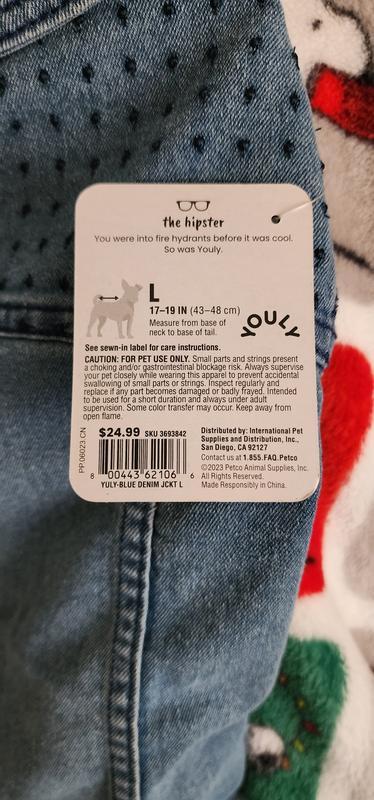 the hipster
You were into fire hydrants before it was cool.
So was Youly.
L
17–19 IN (43–48 cm)
Measure from base of
neck to base of tail.
YOULY
See sewn-in label for care instructions.
CAUTION: FOR PET USE ONLY. Small parts and strings present
a choking and/or gastrointestinal blockage risk. Always supervise
your pet closely while wearing this apparel to prevent accidental
swallowing of small parts or strings. Inspect regularly and
replace if any part becomes damaged or badly frayed. Intended
to be used for a short duration and always under adult
supervision. Some color transfer may occur. Keep away from
open flame.
PP.06023.CN
$24.99 SKU 3693842
8 00443 62106 6
YULY-BLUE DENIM JCKT L
Distributed by: International Pet
Supplies and Distribution, Inc.,
San Diego, CA 92127
Contact us at 1.855.FAQ.Petco
©2023 Petco Animal Supplies, Inc.
All Rights Reserved.
Made Responsibly in China.